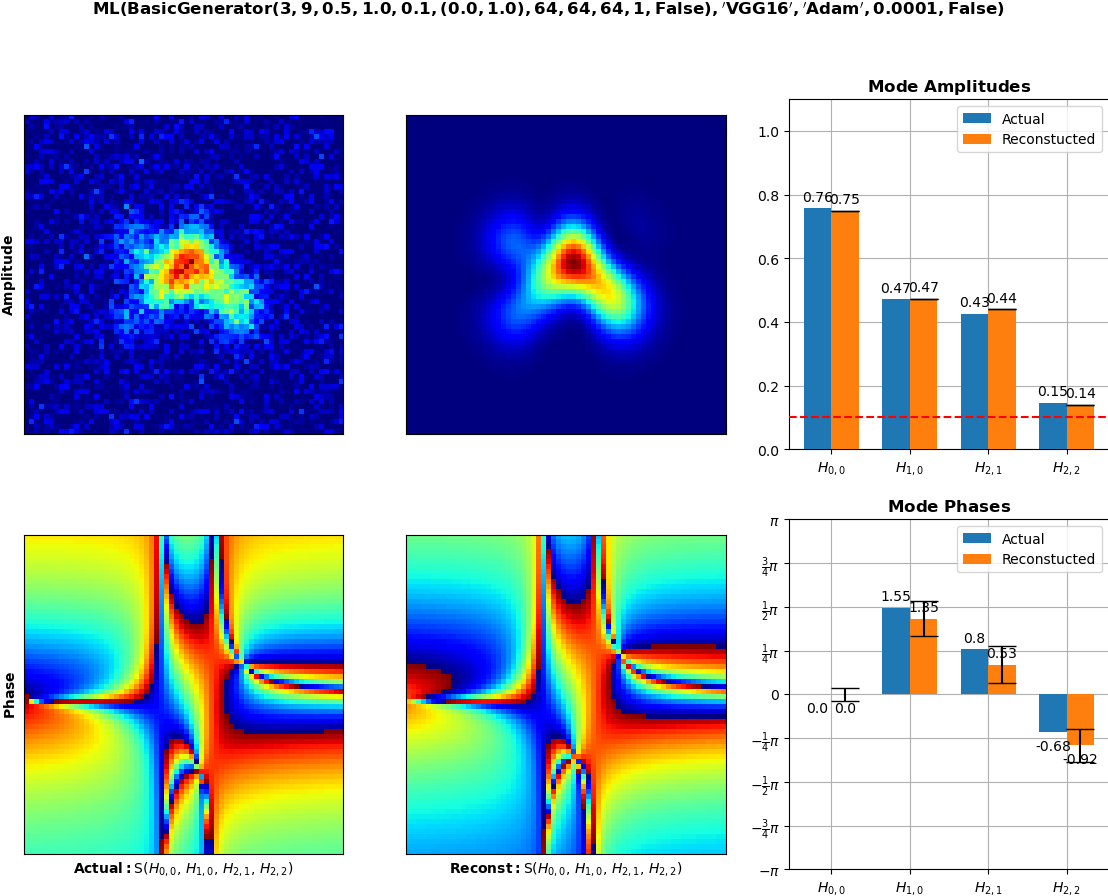 ML(BasicGenerator(3, 9, 0.5, 1.0, 0.1, (0.0, 1.0), 64, 64, 64, 1, False), ′VGG16′, ′Adam′, 0.0001, False)
Amplitude
Mode Amplitudes
Actual
Reconstucted
1.0
0.8
0.6
0.4
0.2
0.0
0.76 0.75
0.47 0.47
0.43 0.44
0.15 0.14
H0,0 H1,0 H2,1 H2,2
Phase
Actual: S(H0,0, H1,0, H2,1, H2,2)
Reconst: S(H0,0, H1,0, H2,1, H2,2)
Mode Phases
Actual
Reconstucted
π
3/4π
1/2π
1/4π
0
−1/4π
−1/2π
−3/4π
−π
0.0 0.0
1.55 1.35
0.8 0.53
-0.68 -0.92
H0,0 H1,0 H2,1 H2,2